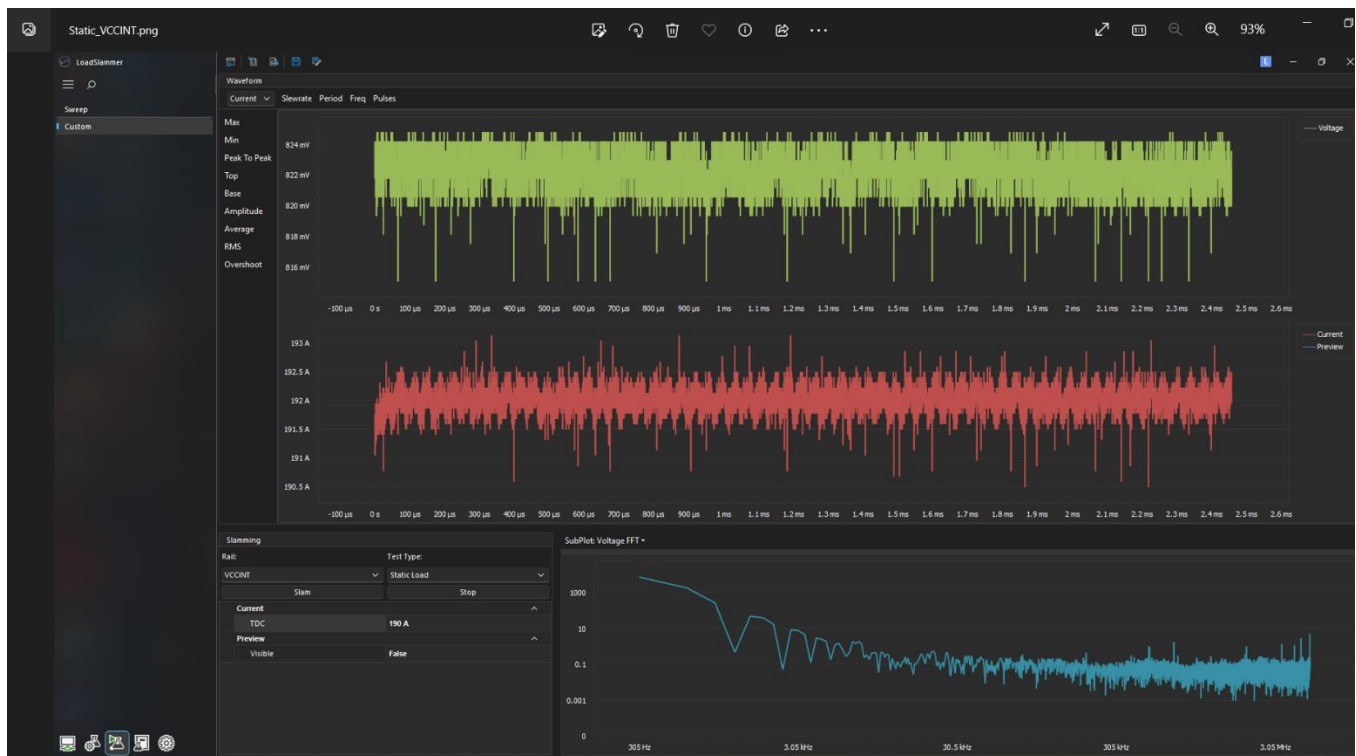 Static_VCCINT.png
93%
LoadSlammer
Sweep
Custom
Waveform
Current Slewrate Period Freq Pulses
Max
Min
Peak To Peak
Top
Base
Amplitude
Average
RMS
Overshoot
824 mV
822 mV
820 mV
818 mV
816 mV
-100 µs 0 s 100 µs 200 µs 300 µs 400 µs 500 µs 600 µs 700 µs 800 µs 900 µs 1 ms 1.1 ms 1.2 ms 1.3 ms 1.4 ms 1.5 ms 1.6 ms 1.7 ms 1.8 ms 1.9 ms 2 ms 2.1 ms 2.2 ms 2.3 ms 2.4 ms 2.5 ms 2.6 ms
Voltage
193 A
192.5 A
192 A
191.5 A
191 A
190.5 A
-100 µs 0 s 100 µs 200 µs 300 µs 400 µs 500 µs 600 µs 700 µs 800 µs 900 µs 1 ms 1.1 ms 1.2 ms 1.3 ms 1.4 ms 1.5 ms 1.6 ms 1.7 ms 1.8 ms 1.9 ms 2 ms 2.1 ms 2.2 ms 2.3 ms 2.4 ms 2.5 ms 2.6 ms
Current
Preview
Slamming
Rail: Test Type:
VCCINT Static Load
Slam Stop
Current
TDC 190 A
Preview
Visible False
SubPlot: Voltage FFT
1000
10
0.1
0.001
0
305 Hz 3.05 kHz 30.5 kHz 305 kHz 3.05 MHz